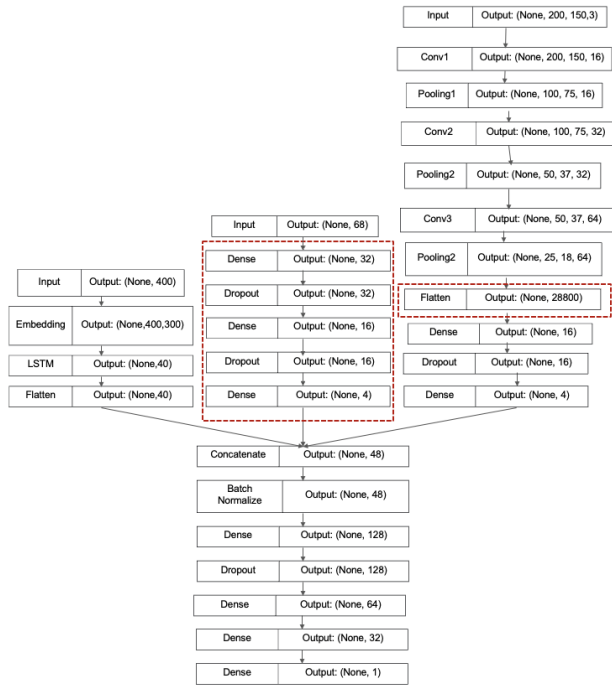 Input Output: (None, 200, 150,3)
Conv1 Output: (None, 200, 150, 16)
Pooling1 Output: (None, 100, 75, 16)
Conv2 Output: (None, 100, 75, 32)
Pooling2 Output: (None, 50, 37, 32)
Conv3 Output: (None, 50, 37, 64)
Pooling2 Output: (None, 25, 18, 64)
Flatten Output: (None, 28800)
Dense Output: (None, 16)
Dropout Output: (None, 16)
Dense Output: (None, 4)
Input Output: (None, 68)
Dense Output: (None, 32)
Dropout Output: (None, 32)
Dense Output: (None, 16)
Dropout Output: (None, 16)
Dense Output: (None, 4)
Input Output: (None, 400)
Embedding Output: (None,400,300)
LSTM Output: (None,40)
Flatten Output: (None,40)
Concatenate Output: (None, 48)
Batch
Normalize Output: (None, 48)
Dense Output: (None, 128)
Dropout Output: (None, 128)
Dense Output: (None, 64)
Dense Output: (None, 32)
Dense Output: (None, 1)